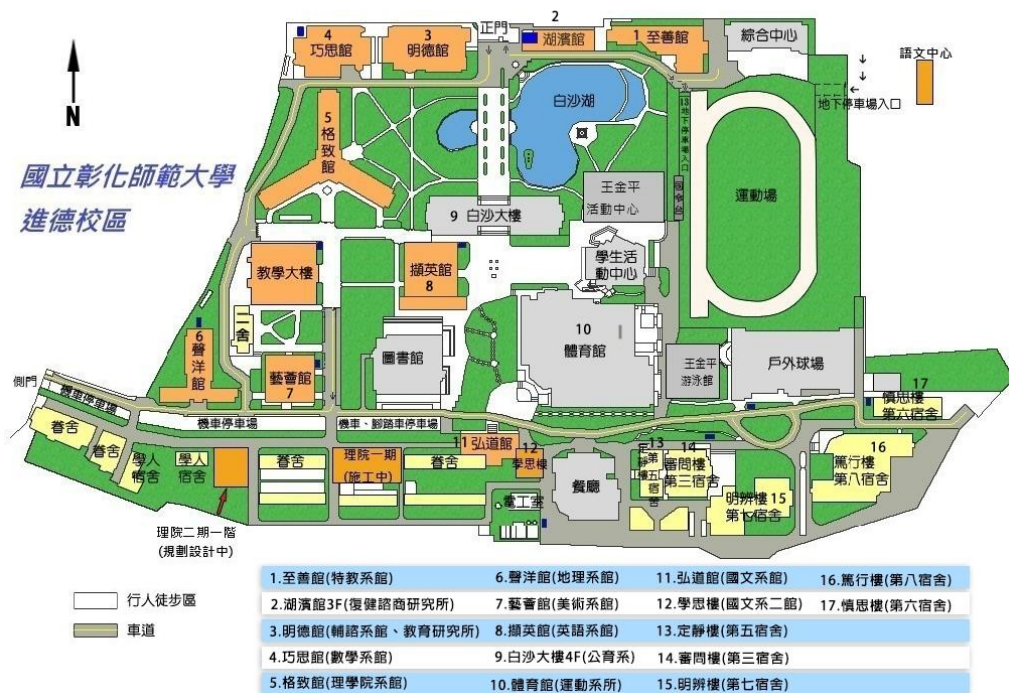 N
國立彰化師範大學
進德校區
4
巧思館
3
明德館
正門
2
湖濱館
1 至善館
綜合中心
語文中心
地下停車場入口
5
格致館
白沙湖
13地下停車場入口
王金平
活動中心
司令台
運動場
9 白沙大樓
教學大樓
擷英館
8
學生活
動中心
二舍
6
聲洋館
藝薈館
7
圖書館
10
體育館
王金平
游泳館
戶外球場
17
慎思樓
第六宿舍
側門
機車停車場
機車停車場
機車、腳踏車停車場
眷舍
眷舍
學人
宿舍
學人
宿舍
眷舍
理院一期
(施工中)
眷舍
11 弘道館
12
學思樓
電工室
餐廳
13
定靜樓
第五宿舍
14
審問樓
第三宿舍
明辨樓 15
第七宿舍
16
篤行樓
第八宿舍
理院二期一階
(規劃設計中)
行人徒步區
車道
1.至善館(特教系館)
2.湖濱館3F(復健諮商研究所)
3.明德館(輔諮系館、教育研究所)
4.巧思館(數學系館)
5.格致館(理學院系館)
6.聲洋館(地理系館)
7.藝薈館(美術系館)
8.擷英館(英語系館)
9.白沙大樓4F(公育系)
10.體育館(運動系所)
11.弘道館(國文系館)
12.學思樓(國文系二館)
13.定靜樓(第五宿舍)
14.審問樓(第三宿舍)
15.明辨樓(第七宿舍)
16.篤行樓(第八宿舍)
17.慎思樓(第六宿舍)